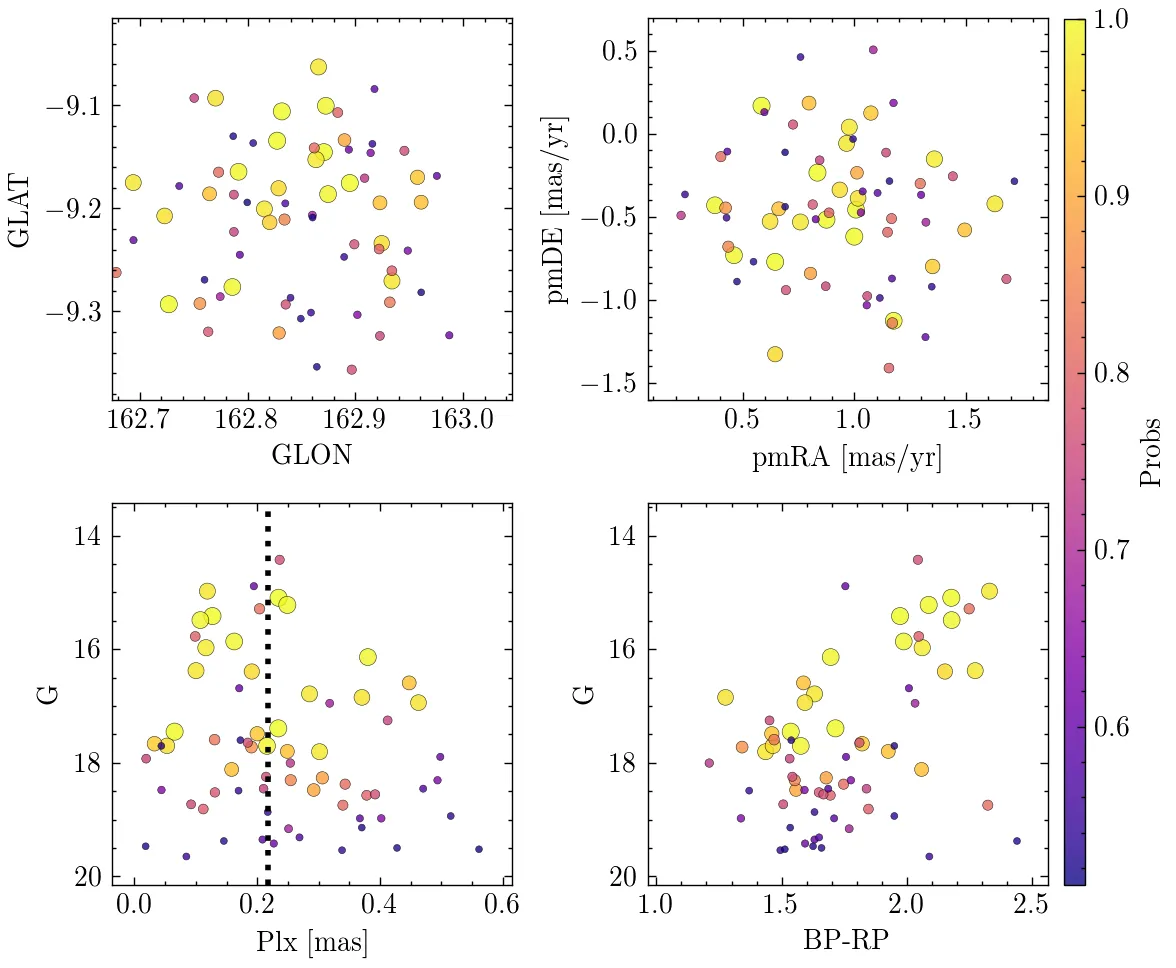 −9.1
−9.2
−9.3
GLAT
162.7 162.8 162.9 163.0
GLON
0.5
0.0
−0.5
−1.0
−1.5
pmDE [mas/yr]
0.5 1.0 1.5
pmRA [mas/yr]
14
16
18
20
G
0.0 0.2 0.4 0.6
Plx [mas]
14
16
18
20
G
1.0 1.5 2.0 2.5
BP-RP
1.0
0.9
0.8
0.7
0.6
Probs